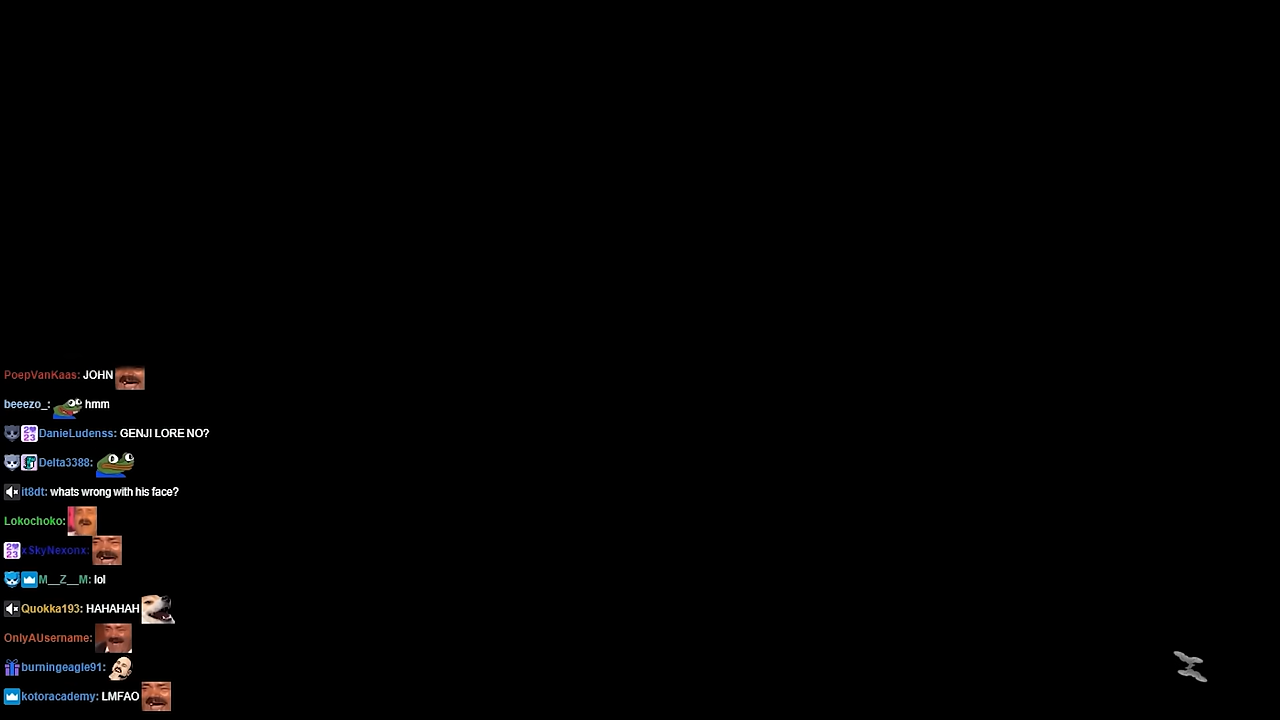 PoepVanKaas: JOHN
beeezo_: hmm
DanieLudenss: GENJI LORE NO?
Delta3388:
it8dt: whats wrong with his face?
Lokochoko:
xSkyNexonx:
M__Z__M: lol
Quokka193: HAHAHAH
OnlyAUsername:
burningeagle91:
kotoracademy: LMFAO